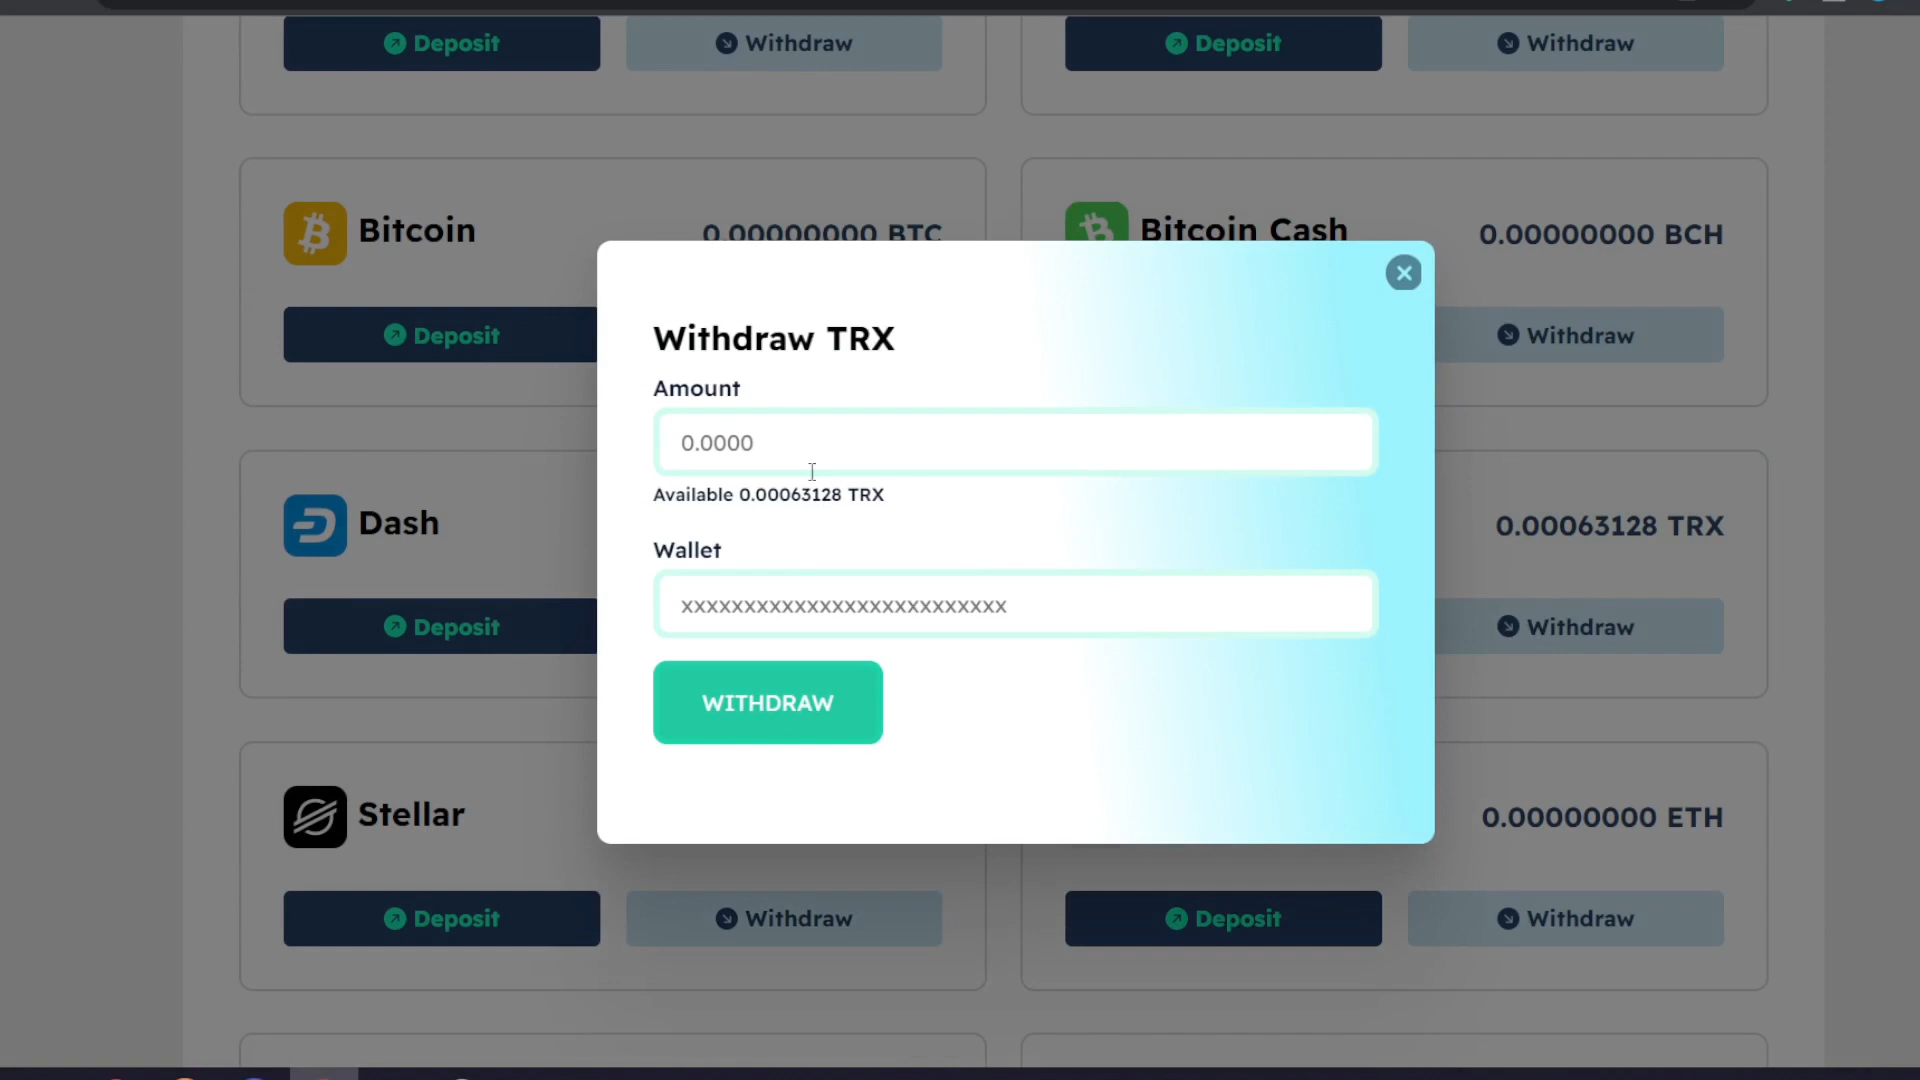 Deposit
Withdraw
Deposit
Withdraw
Bitcoin
0.00000000 BTC
Bitcoin Cash
0.00000000 BCH
Deposit
Withdraw
Withdraw TRX
Amount
0.0000
Available 0.00063128 TRX
Wallet
xxxxxxxxxxxxxxxxxxxxxxxxxx
WITHDRAW
Dash
0.00063128 TRX
Deposit
Withdraw
Stellar
0.00000000 ETH
Deposit
Withdraw
Deposit
Withdraw